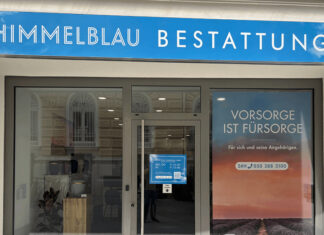 HIMMELBLAU BESTATTUNG
VORSORGE
IST FÜRSORGE
Für sich und seine Angehörigen.